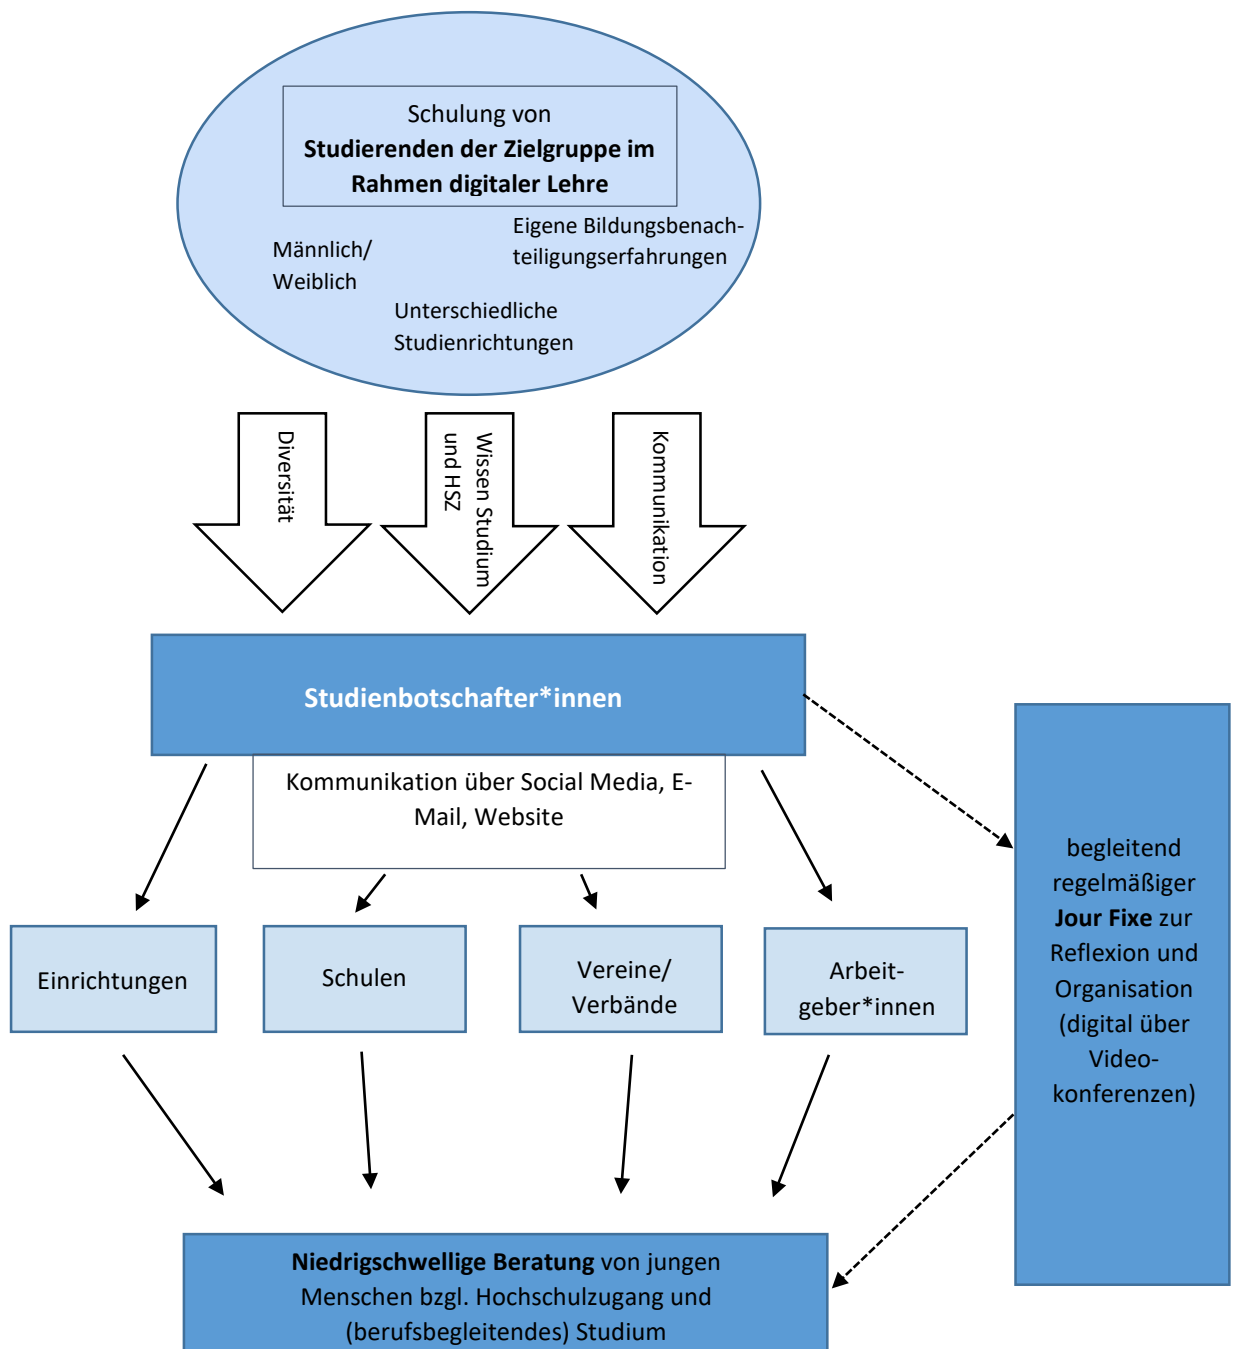 Schulung von
Studierenden der Zielgruppe im
Rahmen digitaler Lehre
Eigene Bildungsbenach-
teiligungserfahrungen
Männlich/
Weiblich
Unterschiedliche
Studienrichtungen
Diversität
Wissen Studium
und HSZ
Kommunikation
Studienbotschafter*innen
Kommunikation über Social Media, E-
Mail, Website
Einrichtungen
Schulen
Vereine/
Verbände
Arbeit-
geber*innen
begleitend
regelmäßiger
Jour Fixe zur
Reflexion und
Organisation
(digital über
Video-
konferenzen)
Niedrigschwellige Beratung von jungen
Menschen bzgl. Hochschulzugang und
(berufsbegleitendes) Studium